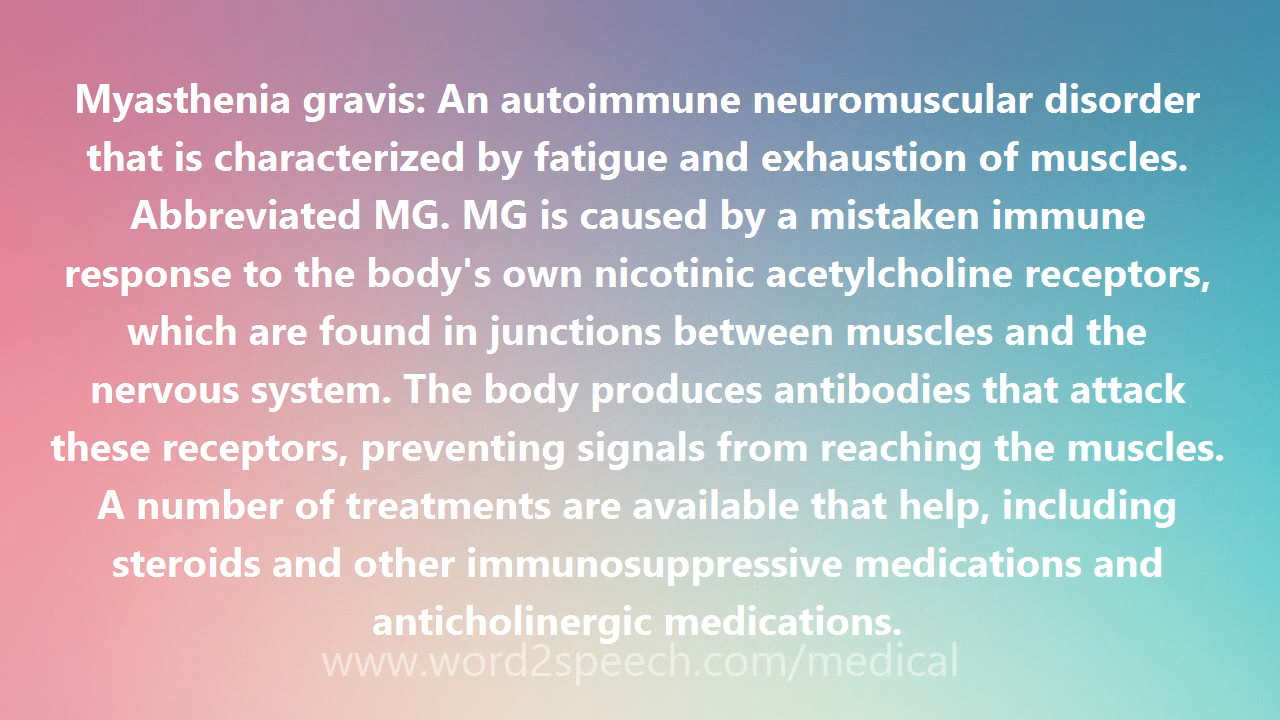 Myasthenia gravis: An autoimmune neuromuscular disorder
that is characterized by fatigue and exhaustion of muscles.
Abbreviated MG. MG is caused by a mistaken immune
response to the body's own nicotinic acetylcholine receptors,
which are found in junctions between muscles and the
nervous system. The body produces antibodies that attack
these receptors, preventing signals from reaching the muscles.
A number of treatments are available that help, including
steroids and other immunosuppressive medications and
anticholinergic medications.
www.word2speech.com/medical